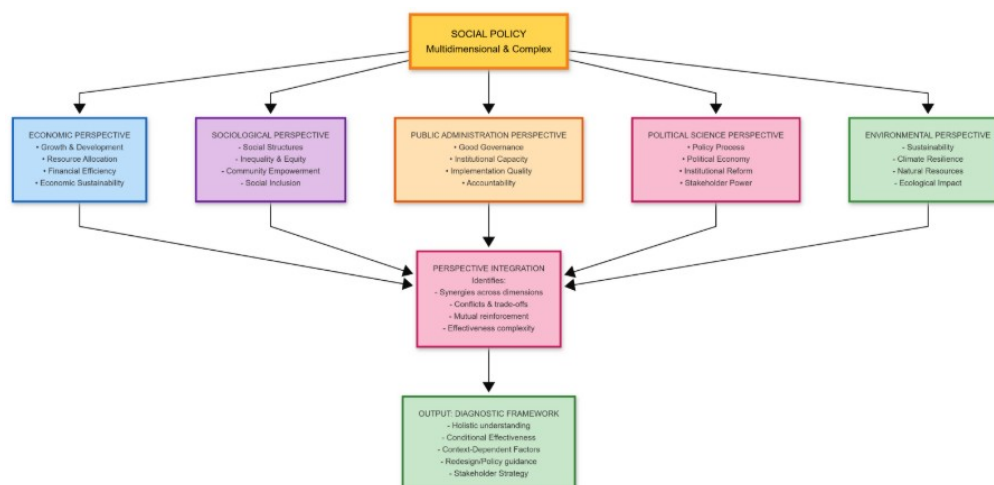 SOCIAL POLICY
Multidimensional & Complex
ECONOMIC PERSPECTIVE
• Growth & Development
• Resource Allocation
• Financial Efficiency
• Economic Sustainability
SOCIOLOGICAL PERSPECTIVE
- Social Structures
- Inequality & Equity
- Community Empowerment
- Social Inclusion
PUBLIC ADMINISTRATION PERSPECTIVE
• Good Governance
• Institutional Capacity
• Implementation Quality
• Accountability
POLITICAL SCIENCE PERSPECTIVE
• Policy Process
• Political Economy
• Institutional Reform
• Stakeholder Power
ENVIRONMENTAL PERSPECTIVE
- Sustainability
- Climate Resilience
- Natural Resources
- Ecological Impact
PERSPECTIVE INTEGRATION
Identifies:
- Synergies across dimensions
- Conflicts & trade-offs
- Mutual reinforcement
- Effectiveness complexity
OUTPUT: DIAGNOSTIC FRAMEWORK
- Holistic understanding
- Conditional Effectiveness
- Context-Dependent Factors
- Redesign/Policy guidance
- Stakeholder Strategy